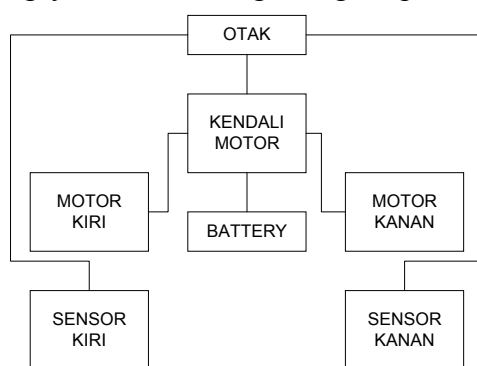 OTAK
KENDALI
MOTOR
MOTOR
KIRI
MOTOR
KANAN
BATTERY
SENSOR
KIRI
SENSOR
KANAN